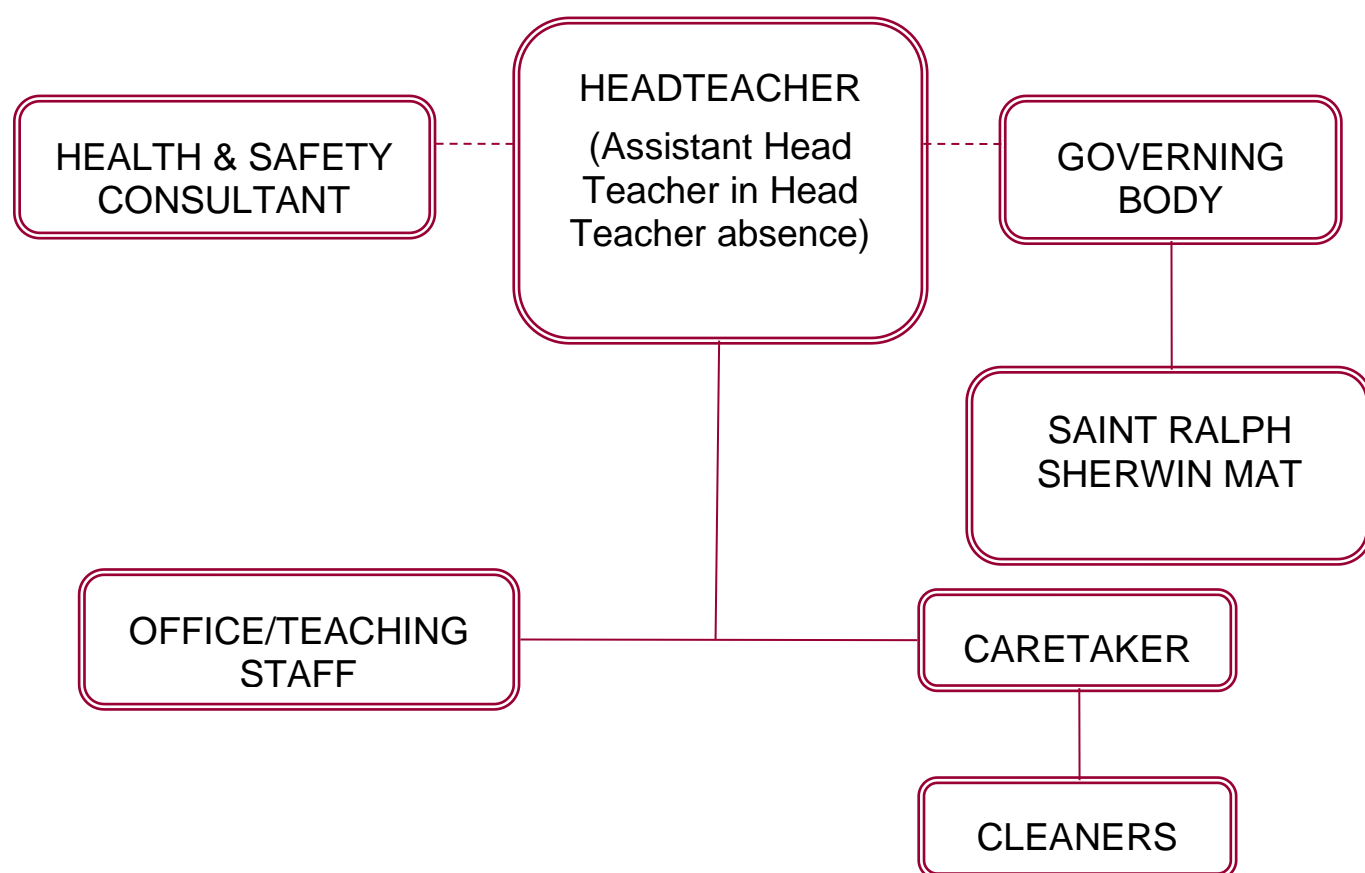 HEADTEACHER
(Assistant Head
Teacher in Head
Teacher absence)
HEALTH & SAFETY
CONSULTANT
GOVERNING
BODY
SAINT RALPH
SHERWIN MAT
OFFICE/TEACHING
STAFF
CARETAKER
CLEANERS